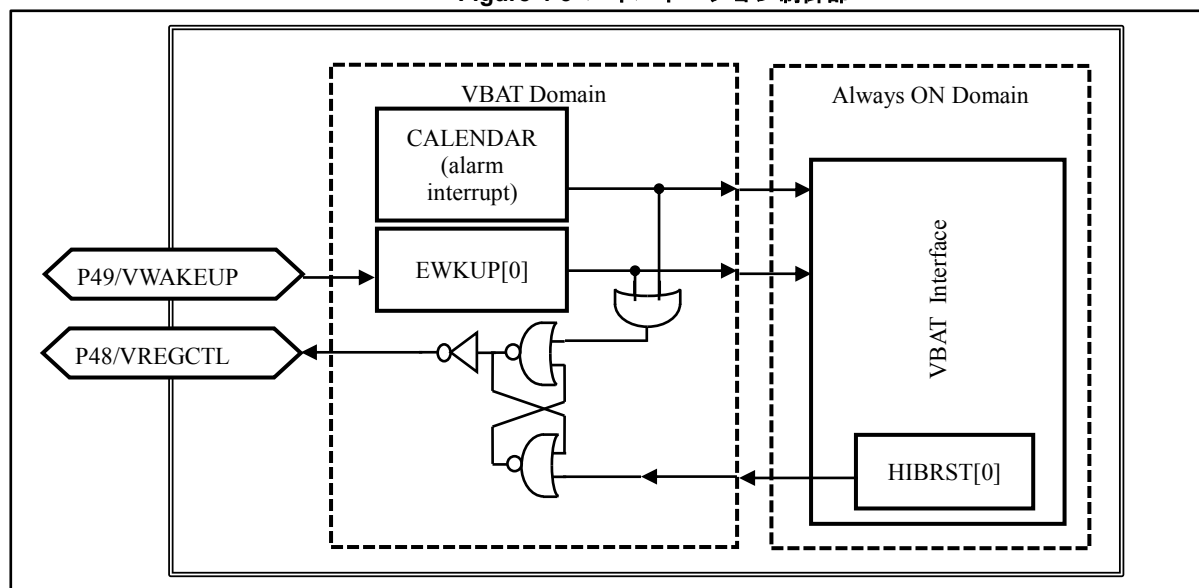 VBAT Domain
Always ON Domain
CALENDAR
(alarm
interrupt)
P49/VWAKEUP
EWKUP[0]
P48/VREGCTL
VBAT Interface
HIBRST[0]